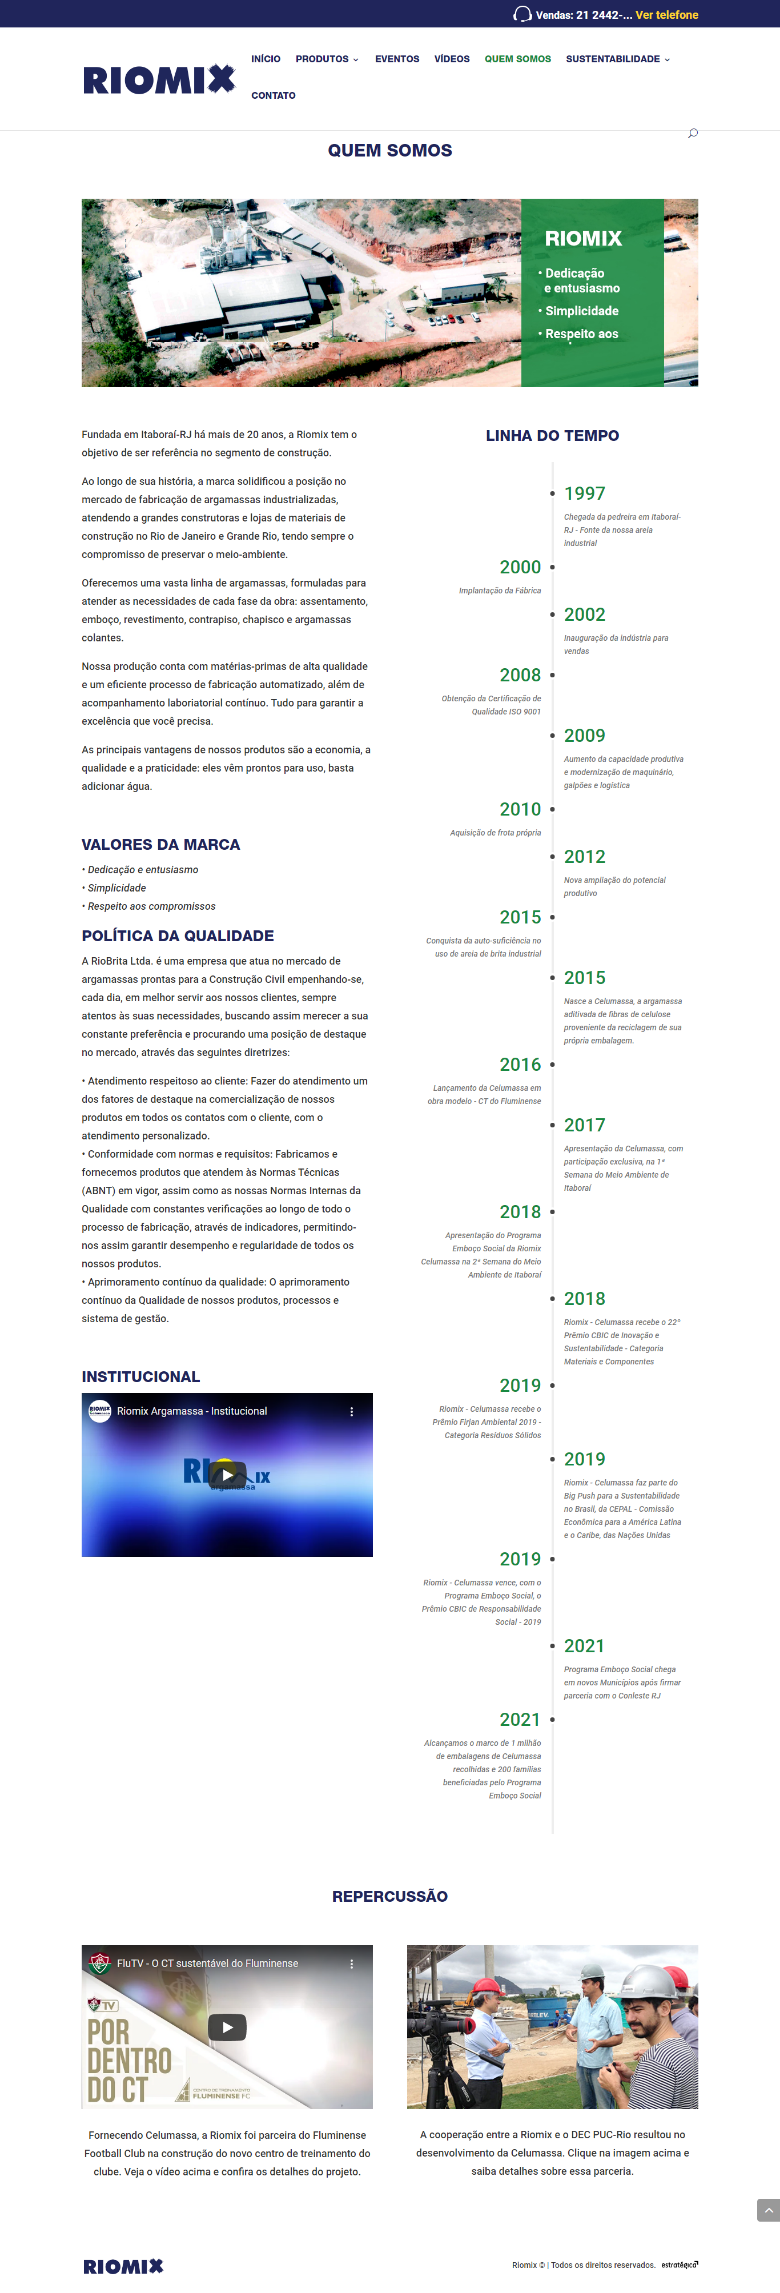 Vendas: 21 2442-... Ver telefone
RIOMIX
INÍCIO PRODUTOS EVENTOS VÍDEOS QUEM SOMOS SUSTENTABILIDADE
CONTATO
QUEM SOMOS
RIOMIX
• Dedicação
e entusiasmo
• Simplicidade
• Respeito aos
Fundada em Itaboraí-RJ há mais de 20 anos, a Riomix tem o
objetivo de ser referência no segmento de construção.
Ao longo de sua história, a marca solidificou a posição no
mercado de fabricação de argamassas industrializadas,
atendendo a grandes construtoras e lojas de materiais de
construção no Rio de Janeiro e Grande Rio, tendo sempre o
compromisso de preservar o meio-ambiente.
Oferecemos uma vasta linha de argamassas, formuladas para
atender as necessidades de cada fase da obra: assentamento,
emboço, revestimento, contrapiso, chapisco e argamassas
colantes.
Nossa produção conta com matérias-primas de alta qualidade
e um eficiente processo de fabricação automatizado, além de
acompanhamento laboriatorial contínuo. Tudo para garantir a
excelência que você precisa.
As principais vantagens de nossos produtos são a economia, a
qualidade e a praticidade: eles vêm prontos para uso, basta
adicionar água.
VALORES DA MARCA
• Dedicação e entusiasmo
• Simplicidade
• Respeito aos compromissos
POLÍTICA DA QUALIDADE
A RioBrita Ltda. é uma empresa que atua no mercado de
argamassas prontas para a Construção Civil empenhando-se,
cada dia, em melhor servir aos nossos clientes, sempre
atentos às suas necessidades, buscando assim merecer a sua
constante preferência e procurando uma posição de destaque
no mercado, através das seguintes diretrizes:
• Atendimento respeitoso ao cliente: Fazer do atendimento um
dos fatores de destaque na comercialização de nossos
produtos em todos os contatos com o cliente, com o
atendimento personalizado.
• Conformidade com normas e requisitos: Fabricamos e
fornecemos produtos que atendem às Normas Técnicas
(ABNT) em vigor, assim como as nossas Normas Internas da
Qualidade com constantes verificações ao longo de todo o
processo de fabricação, através de indicadores, permitindo-
nos assim garantir desempenho e regularidade de todos os
nossos produtos.
• Aprimoramento contínuo da qualidade: O aprimoramento
contínuo da Qualidade de nossos produtos, processos e
sistema de gestão.
INSTITUCIONAL
RIOMIX
Riomix Argamassa - Institucional
argamassa
LINHA DO TEMPO
1997
Chegada da pedreira em Itaboraí-
RJ - Fonte da nossa areia
industrial
2000
Implantação da Fábrica
2002
Inauguração da indústria para
vendas
2008
Obtenção da Certificação de
Qualidade ISO 9001
2009
Aumento da capacidade produtiva
e modernização de maquinário,
galpões e logística
2010
Aquisição de frota própria
2012
Nova ampliação do potencial
produtivo
2015
Conquista da auto-suficiência no
uso de areia de brita industrial
2015
Nasce a Celumassa, a argamassa
aditivada de fibras de celulose
proveniente da reciclagem de sua
própria embalagem.
2016
Lançamento da Celumassa em
obra modelo - CT do Fluminense
2017
Apresentação da Celumassa, com
participação exclusiva, na 1ª
Semana do Meio Ambiente de
Itaboraí
2018
Apresentação do Programa
Emboço Social da Riomix
Celumassa na 2ª Semana do Meio
Ambiente de Itaboraí
2018
Riomix - Celumassa recebe o 22º
Prêmio CBIC de Inovação e
Sustentabilidade - Categoria
Materiais e Componentes
2019
Riomix - Celumassa recebe o
Prêmio Firjan Ambiental 2019 -
Categoria Resíduos Sólidos
2019
Riomix - Celumassa faz parte do
Big Push para a Sustentabilidade
no Brasil, da CEPAL - Comissão
Econômica para a América Latina
e o Caribe, das Nações Unidas
2019
Riomix - Celumassa vence, com o
Programa Emboço Social, o
Prêmio CBIC de Responsabilidade
Social - 2019
2021
Programa Emboço Social chega
em novos Municípios após firmar
parceria com o Conleste RJ
2021
Alcançamos o marco de 1 milhão
de embalagens de Celumassa
recolhidas e 200 famílias
beneficiadas pelo Programa
Emboço Social
REPERCUSSÃO
FluTV - O CT sustentável do Fluminense
TV
POR
DENTRO
DO CT
CENTRO DE TREINAMENTO
FLUMINENSE FC
Fornecendo Celumassa, a Riomix foi parceira do Fluminense
Football Club na construção do novo centro de treinamento do
clube. Veja o vídeo acima e confira os detalhes do projeto.
A cooperação entre a Riomix e o DEC PUC-Rio resultou no
desenvolvimento da Celumassa. Clique na imagem acima e
saiba detalhes sobre essa parceria.
RIOMIX
Riomix © | Todos os direitos reservados. estratégica